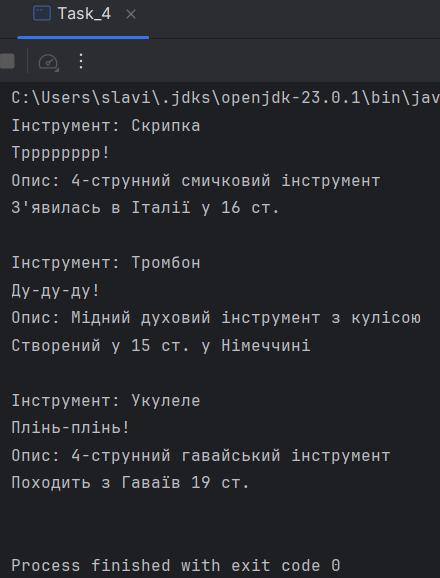 Task_4
C:\Users\slavi\.jdks\openjdk-23.0.1\bin\jav
Інструмент: Скрипка
Тррррррр!
Опис: 4-струнний смичковий інструмент
З'явилась в Італії у 16 ст.
Інструмент: Тромбон
Ду-ду-ду!
Опис: Мідний духовий інструмент з кулісою
Створений у 15 ст. у Німеччині
Інструмент: Укулеле
Плінь-плінь!
Опис: 4-струнний гавайський інструмент
Походить з Гаваїв 19 ст.
Process finished with exit code 0